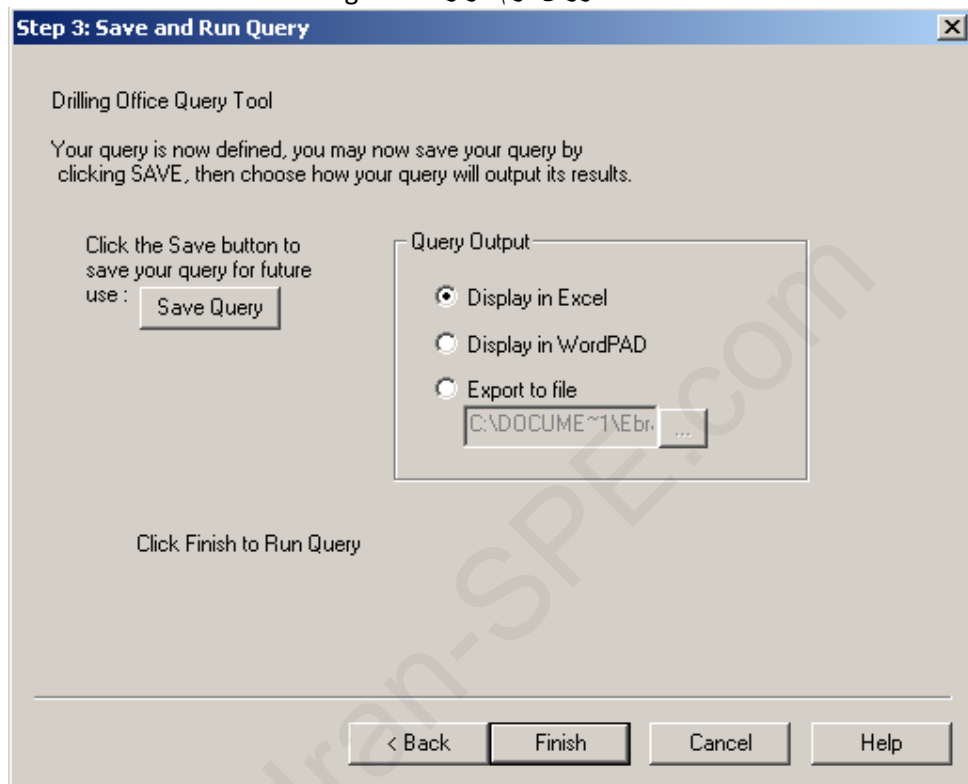 Step 3: Save and Run Query
Drilling Office Query Tool
Your query is now defined, you may now save your query by
clicking SAVE, then choose how your query will output its results.
Click the Save button to
save your query for future
use :
Save Query
Query Output
Display in Excel
Display in WordPAD
Export to file
C:\DOCUME~1\Ebr
...
Click Finish to Run Query
< Back
Finish
Cancel
Help
ran-SPE.com